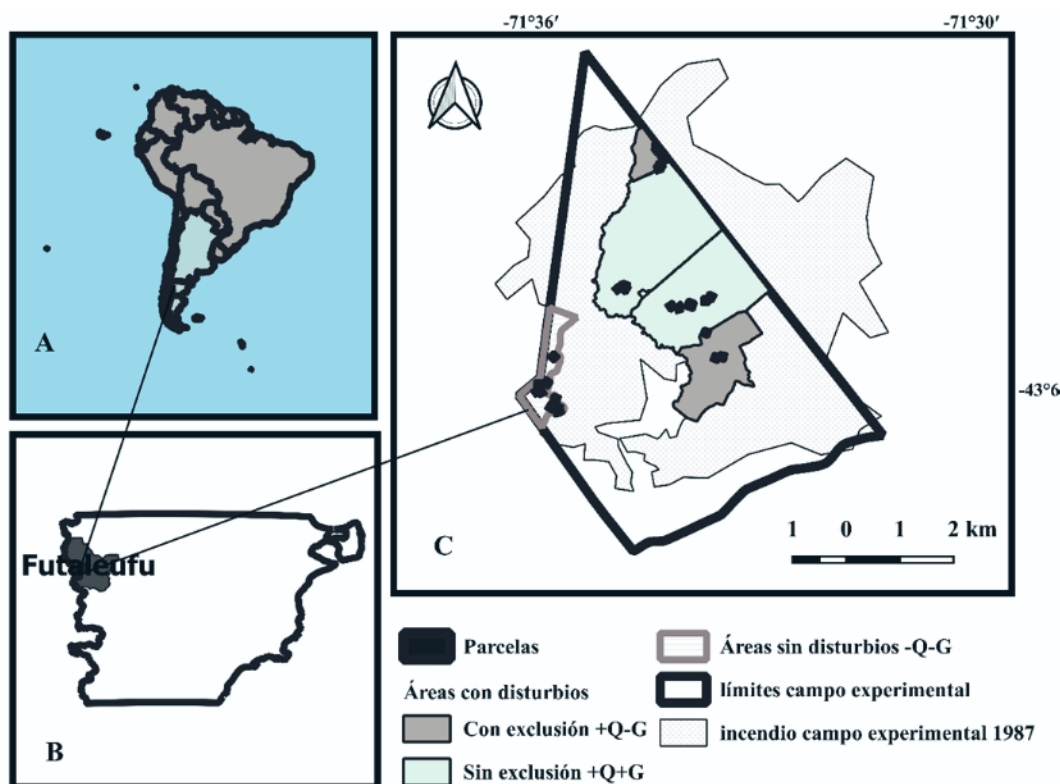 -71°36′
-71°30′
A
-43°6
C
1 0 1 2 km
Futaleufu
B
Parcelas
Áreas con disturbios
Con exclusión +Q-G
Sin exclusión +Q+G
Áreas sin disturbios -Q-G
límites campo experimental
incendio campo experimental 1987